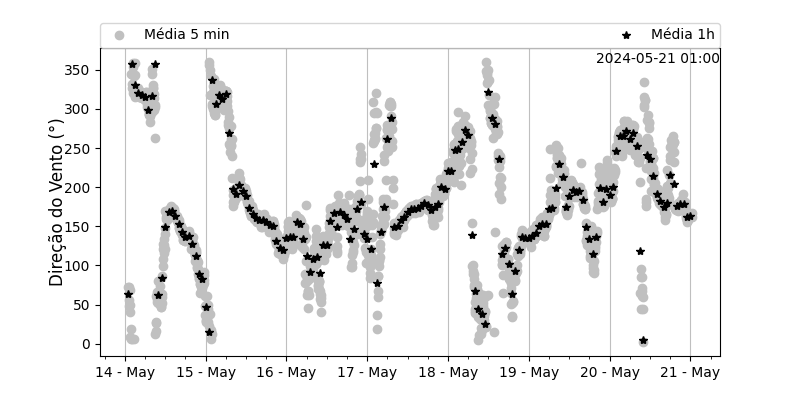 Média 5 min
Média 1h
2024-05-21 01:00
Direção do Vento (°)
350
300
250
200
150
100
50
0
14 - May
15 - May
16 - May
17 - May
18 - May
19 - May
20 - May
21 - May